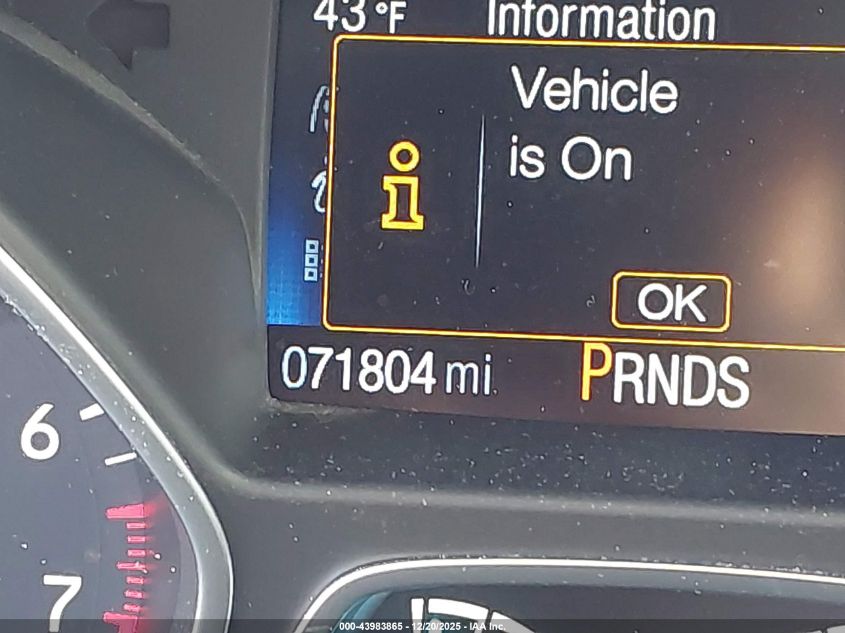 43°F Information
Vehicle
is On
i
OK
071804 mi PRNDS
6
7
000-43983865 - 12/20/2025 - IAA Inc.